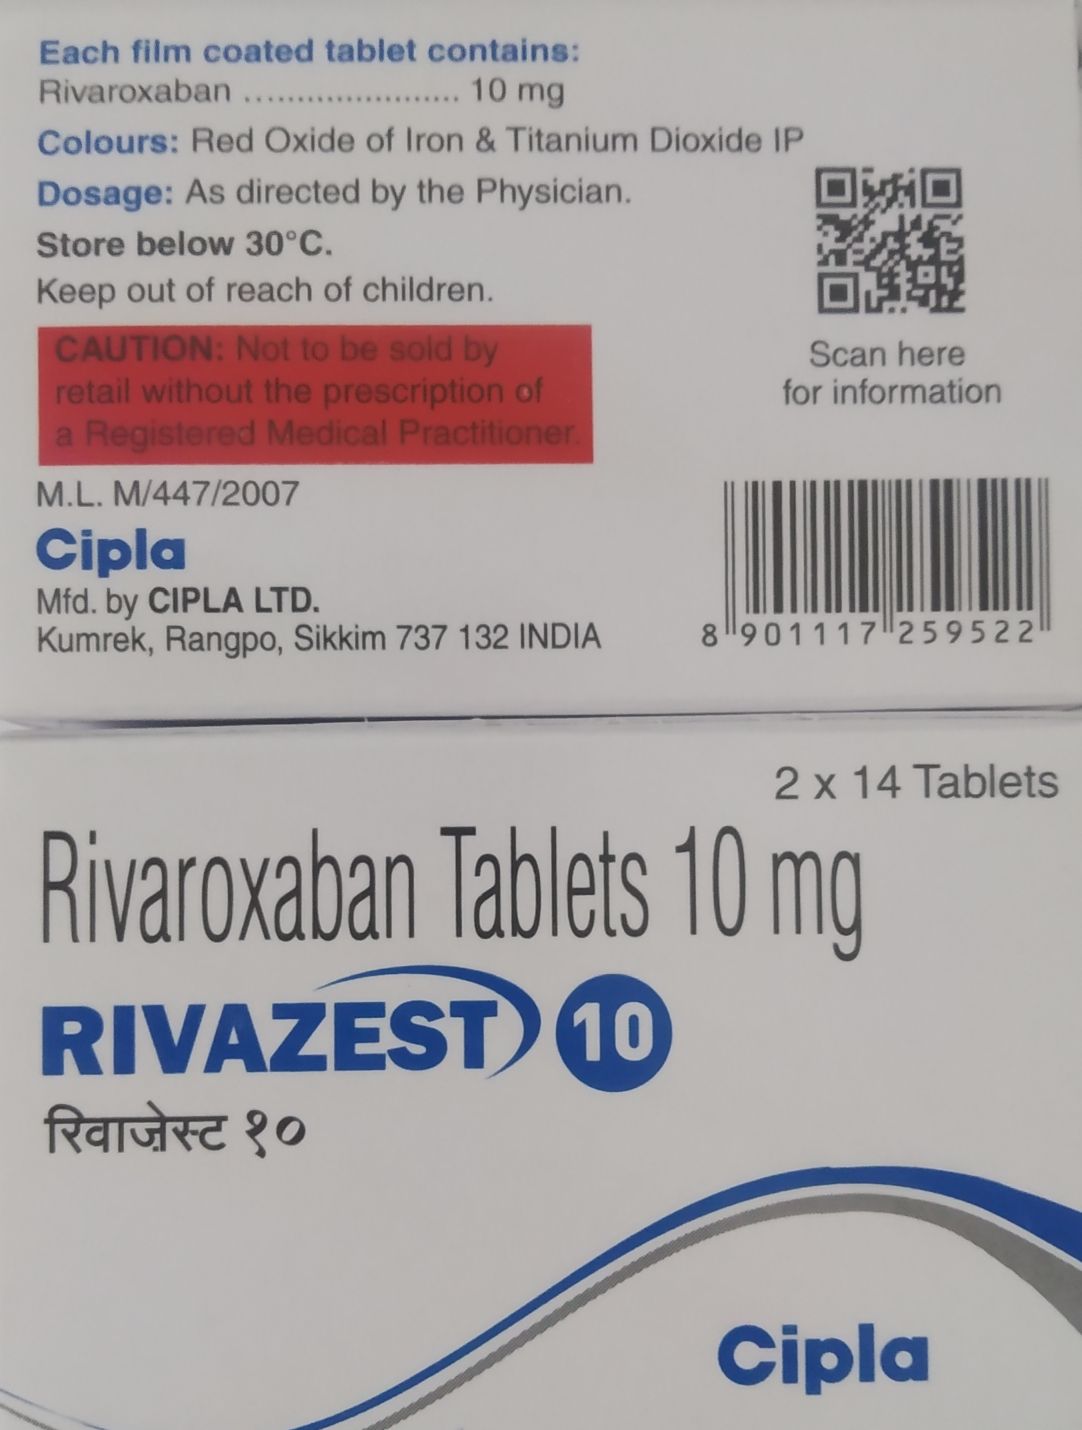 Each film coated tablet contains:
Rivaroxaban ...................... 10 mg
Colours: Red Oxide of Iron & Titanium Dioxide IP
Dosage: As directed by the Physician.
Store below 30°C.
Keep out of reach of children.
CAUTION: Not to be sold by
retail without the prescription of
a Registered Medical Practitioner.
Scan here
for information
M.L. M/447/2007
Cipla
Mfd. by CIPLA LTD.
Kumrek, Rangpo, Sikkim 737 132 INDIA
8 901117 259522
2 x 14 Tablets
Rivaroxaban Tablets 10 mg
RIVAZEST 10
रिवाज़ेस्ट १०
Cipla